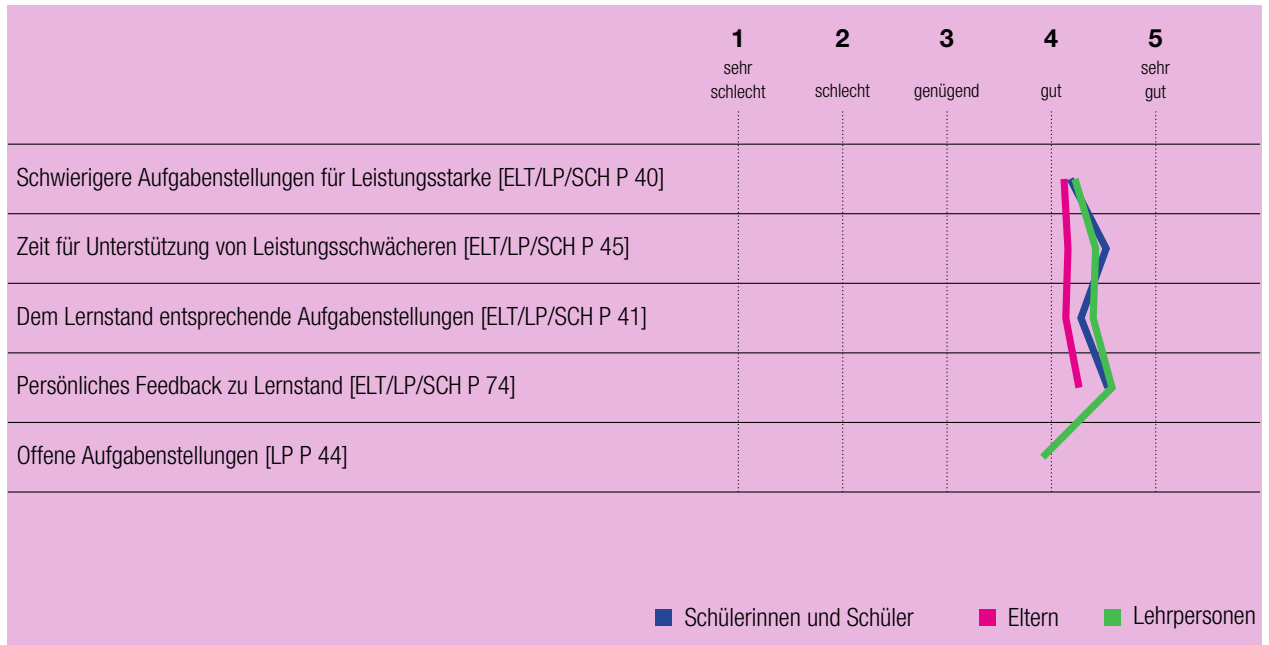 1 2 3 4 5
sehr schlecht schlecht genügend gut sehr gut
Schwierigere Aufgabenstellungen für Leistungsstarke [ELT/LP/SCH P 40]
Zeit für Unterstützung von Leistungsschwächeren [ELT/LP/SCH P 45]
Dem Lernstand entsprechende Aufgabenstellungen [ELT/LP/SCH P 41]
Persönliches Feedback zu Lernstand [ELT/LP/SCH P 74]
Offene Aufgabenstellungen [LP P 44]
Schülerinnen und Schüler Eltern Lehrpersonen